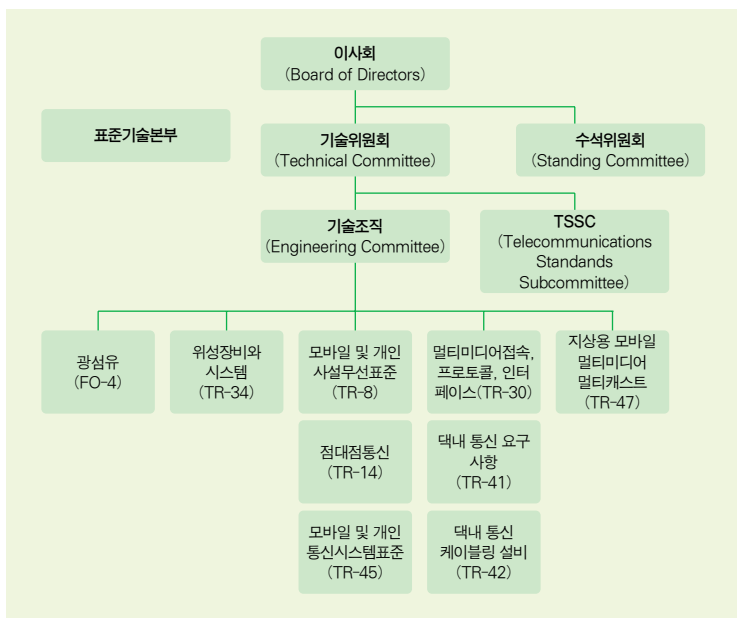 이사회
(Board of Directors)
표준기술본부
기술위원회
(Technical Committee)
수석위원회
(Standing Committee)
기술조직
(Engineering Committee)
TSSC
(Telecommunications
Standands
Subcommittee)
광섬유
(FO-4)
위성장비와
시스템
(TR-34)
모바일 및 개인
사설무선표준
(TR-8)
멀티미디어접속,
프로토콜, 인터
페이스(TR-30)
지상용 모바일
멀티미디어
멀티캐스트
(TR-47)
점대점통신
(TR-14)
댁내 통신 요구
사항
(TR-41)
모바일 및 개인
통신시스템표준
(TR-45)
댁내 통신
케이블링 설비
(TR-42)